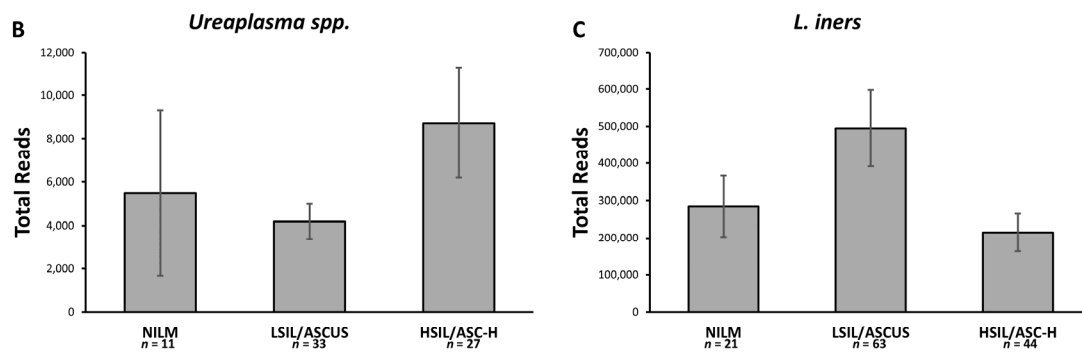 B
Ureaplasma spp.
Total Reads
12,000
10,000
8,000
6,000
4,000
2,000
0
NILM
n = 11
LSIL/ASCUS
n = 33
HSIL/ASC-H
n = 27
C
L. iners
Total Reads
700,000
600,000
500,000
400,000
300,000
200,000
100,000
0
NILM
n = 21
LSIL/ASCUS
n = 63
HSIL/ASC-H
n = 44